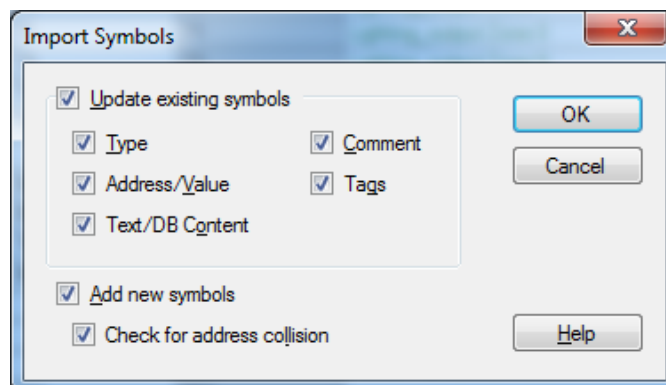 Import Symbols
Update existing symbols
Type
Comment
Address/Value
Tags
Text/DB Content
Add new symbols
Check for address collision
OK
Cancel
Help